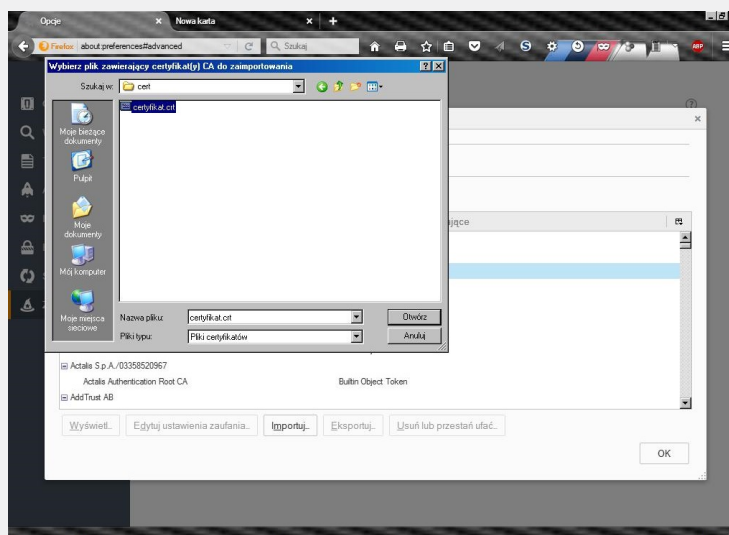 Opcje
Nowa karta
Firefox
about:preferences#advanced
Szukaj
ABP
Wybierz plik zawierający certyfikat(y) CA do zaimportowania
Szukaj w:
cert
certyfikat.crt
Moje bieżące
dokumenty
Pulpit
Moje
dokumenty
Mój komputer
Moje miejsca
sieciowe
Nazwa pliku:
certyfikat.crt
Otwórz
Pliki typu:
Pliki certyfikatów
Anuluj
Actalis S.p.A./03358520967
Actalis Authentication Root CA
Builtin Object Token
AddTrust AB
Wyświetl...
Edytuj ustawienia zaufania...
Importuj...
Eksportuj...
Usuń lub przestań ufać...
OK